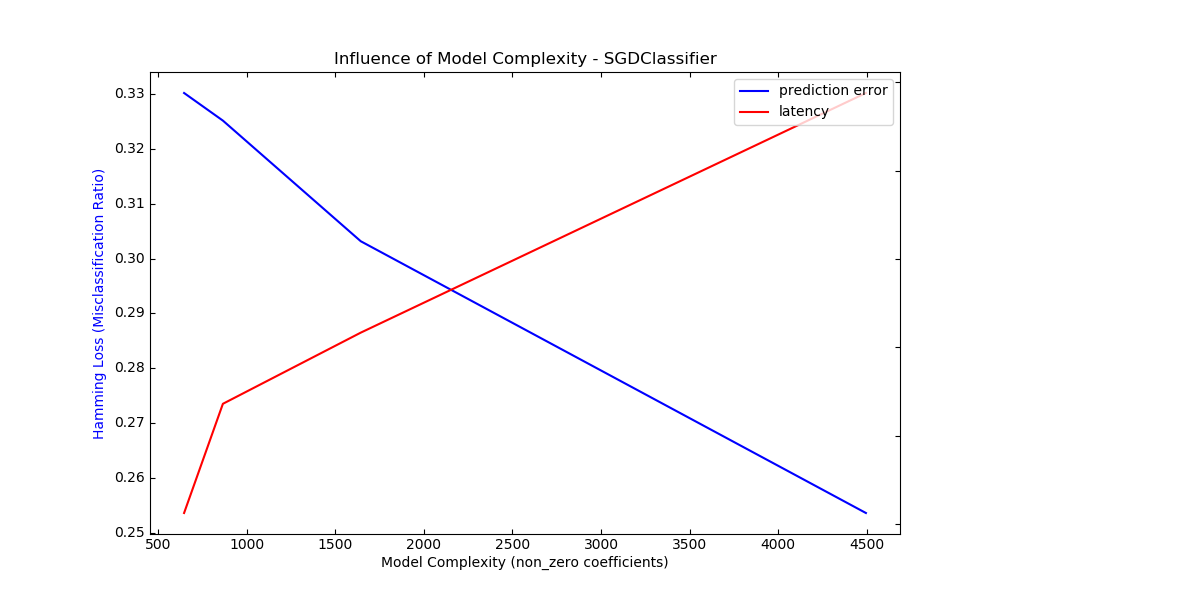 Influence of Model Complexity - SGDClassifier
prediction error
latency
Hamming Loss (Misclassification Ratio)
0.33
0.32
0.31
0.30
0.29
0.28
0.27
0.26
0.25
500 1000 1500 2000 2500 3000 3500 4000 4500
Model Complexity (non_zero coefficients)